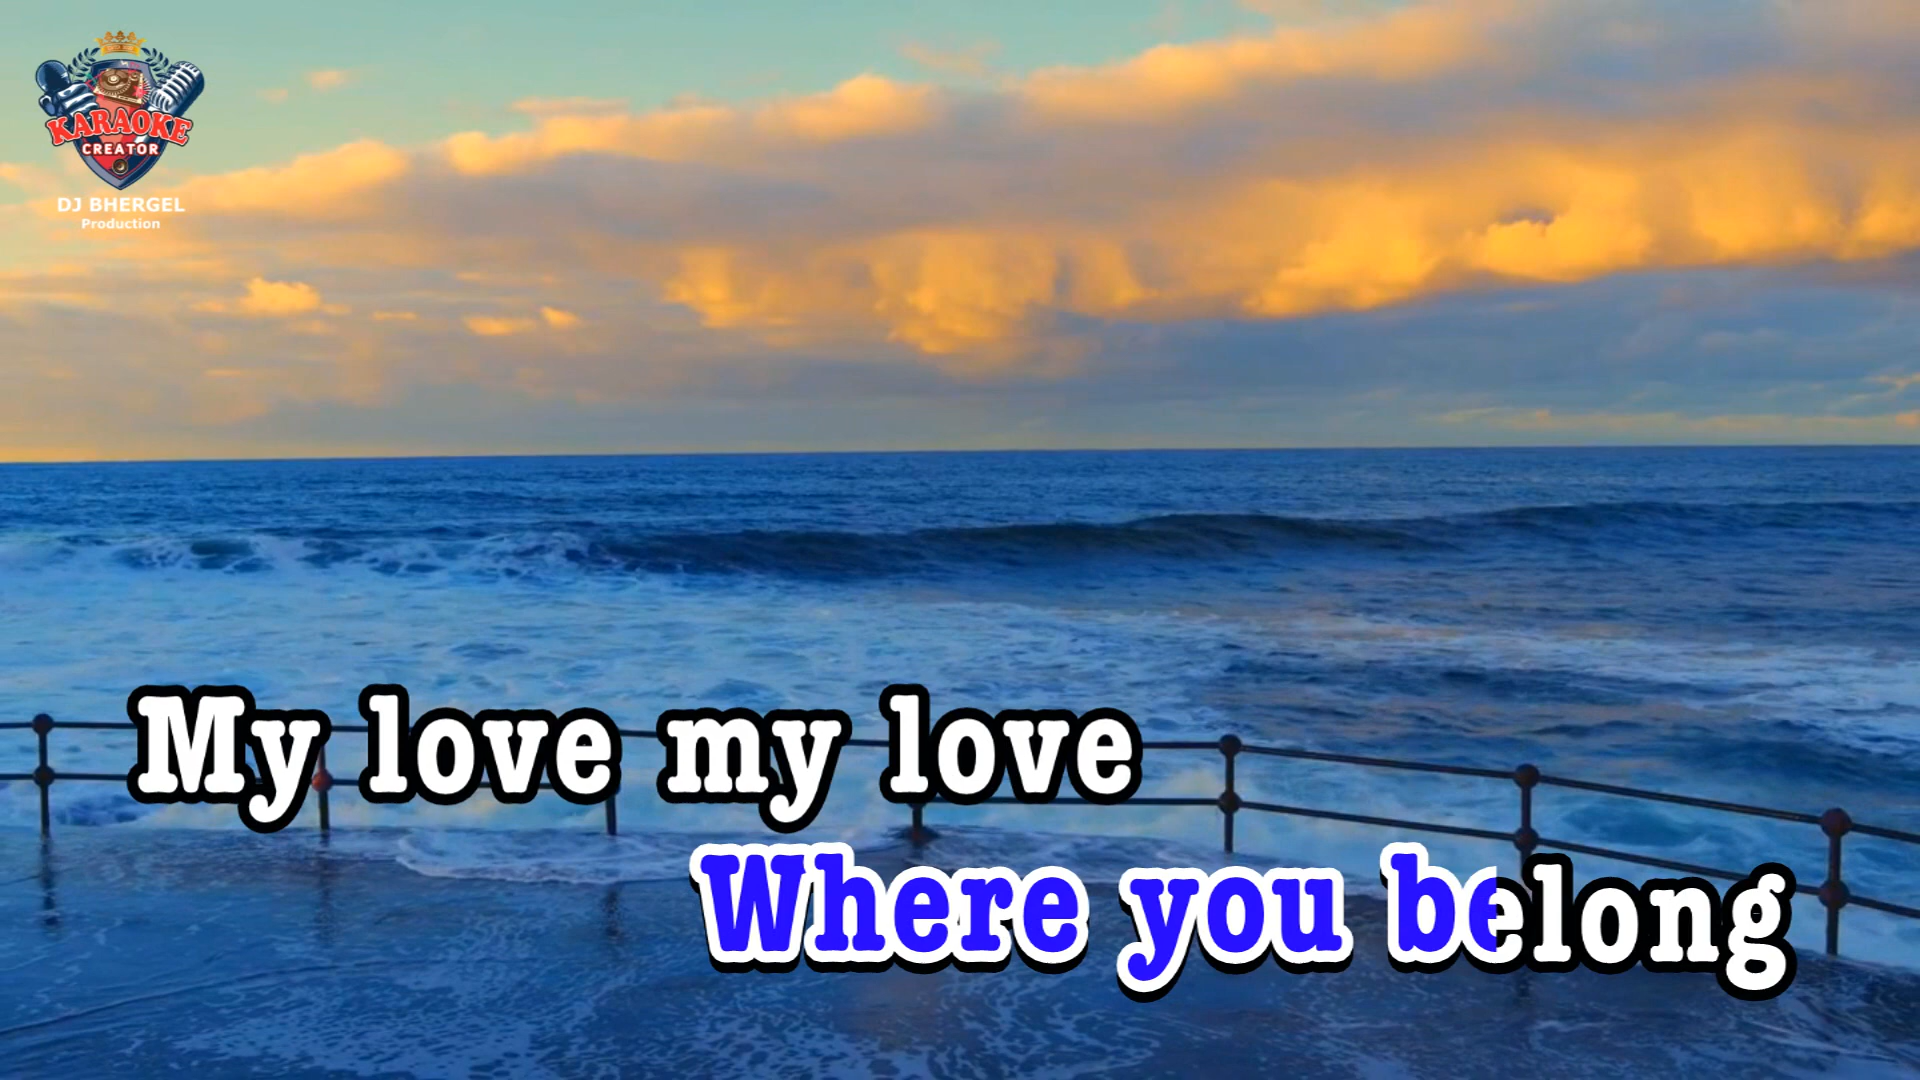 KARAOKE
CREATOR
DJ BHERGEL
Production
My love my love
Where you belong